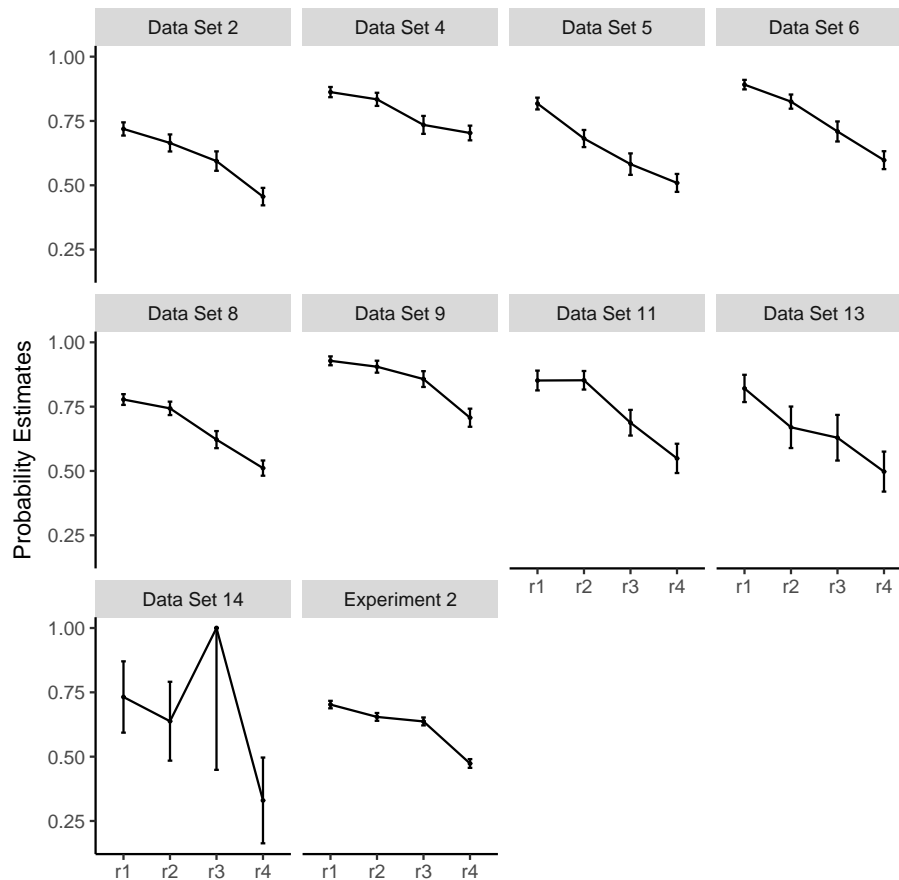 Data Set 2
Data Set 4
Data Set 5
Data Set 6
1.00
0.75
0.50
0.25
Data Set 8
Data Set 9
Data Set 11
Data Set 13
1.00
0.75
0.50
0.25
Probability Estimates
r1 r2 r3 r4
r1 r2 r3 r4
Data Set 14
Experiment 2
1.00
0.75
0.50
0.25
r1 r2 r3 r4
r1 r2 r3 r4